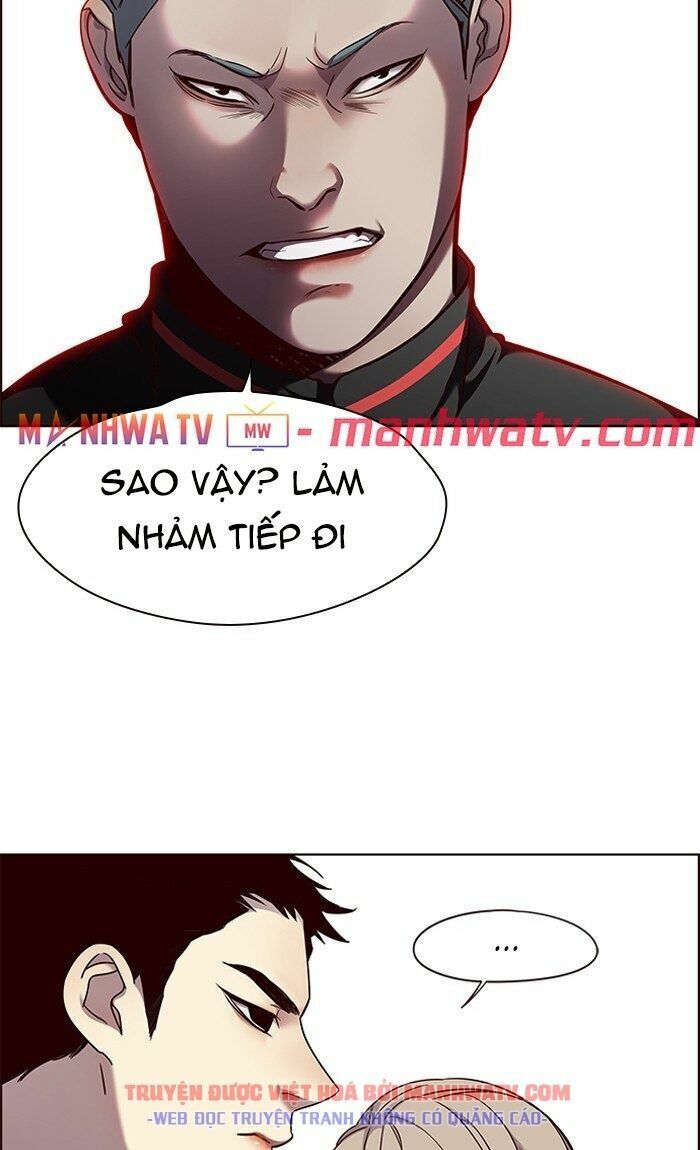 MANHWA TV MW manhwatv.com
SAO VẬY? LẢM
NHẢM TIẾP ĐI
...
TRUYỆN ĐƯỢC VIỆT HOÁ BỞI MANHWATV.COM
-WEB ĐỌC TRUYỆN TRANH KHÔNG CÓ QUẢNG CÁO-